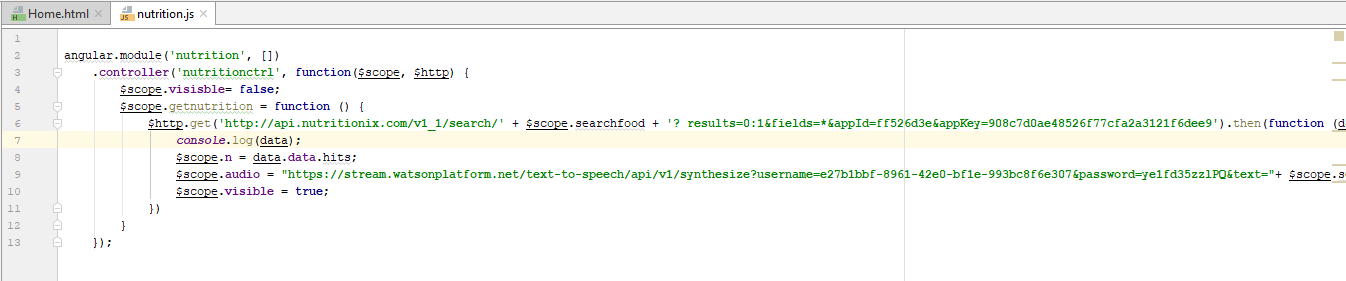 Home.html
nutrition.js
1
2 angular.module('nutrition', [])
3 .controller('nutritionctrl', function($scope, $http) {
4 $scope.visisble= false;
5 $scope.getnutrition = function () {
6 $http.get('http://api.nutritionix.com/v1_1/search/' + $scope.searchfood + '? results=0:1&fields=*&appId=ff526d3e&appKey=908c7d0ae48526f77cfa2a3121f6dee9').then(function (d
7 console.log(data);
8 $scope.n = data.data.hits;
9 $scope.audio = "https://stream.watsonplatform.net/text-to-speech/api/v1/synthesize?username=e27b1bbf-8961-42e0-bf1e-993bc8f6e307&password=ye1fd35zzlPQ&text="+ $scope.s
10 $scope.visible = true;
11 })
12 }
13 });